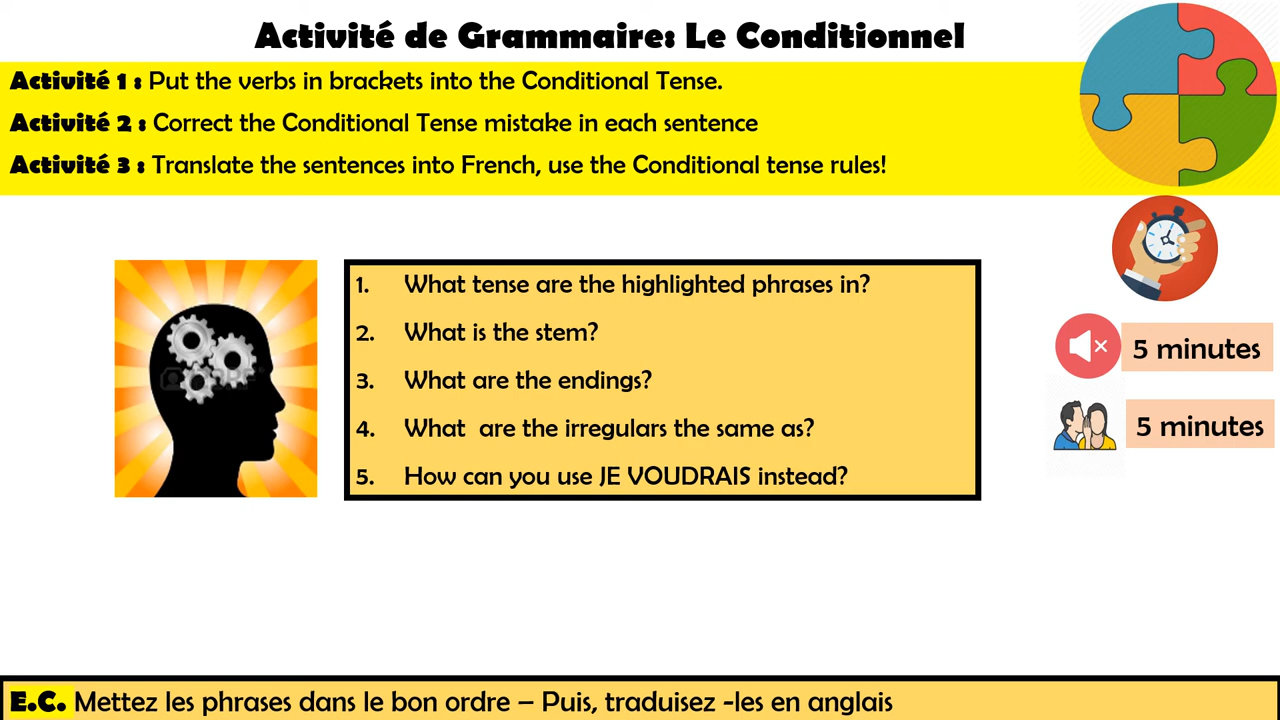 Activité de Grammaire: Le Conditionnel
Activité 1 : Put the verbs in brackets into the Conditional Tense.
Activité 2 : Correct the Conditional Tense mistake in each sentence
Activité 3 : Translate the sentences into French, use the Conditional tense rules!
1. What tense are the highlighted phrases in?
2. What is the stem?
3. What are the endings?
4. What  are the irregulars the same as?
5. How can you use JE VOUDRAIS instead?
5 minutes
5 minutes
E.C. Mettez les phrases dans le bon ordre – Puis, traduisez -les en anglais